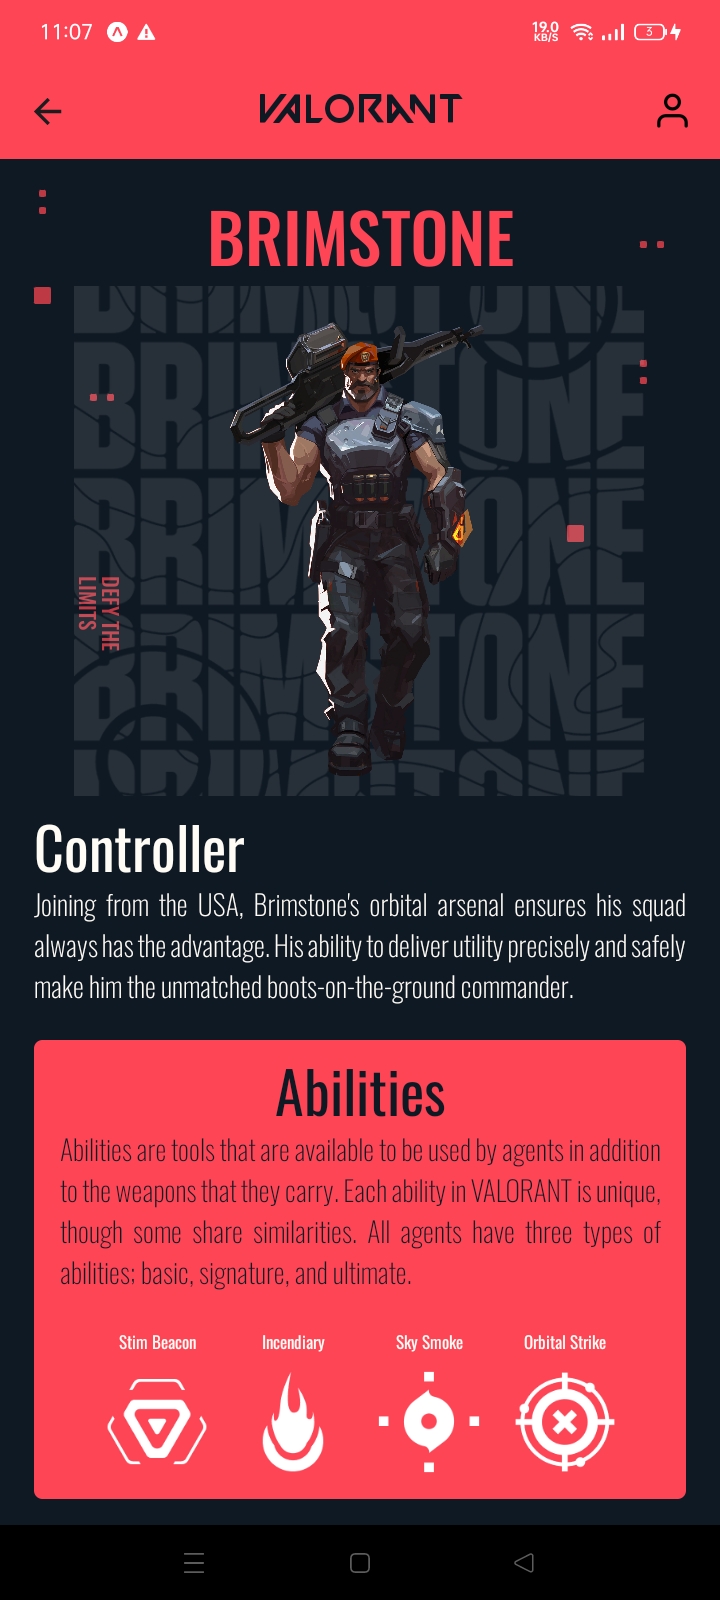 11:07
19.0
KB/S
3
VALORANT
BRIMSTONE
BRIMSTONE
BRIMSTONE
BRIMSTONE
BRIMSTONE
BRIMSTONE
DEFY THE
LIMITS
Controller
Joining from the USA, Brimstone's orbital arsenal ensures his squad
always has the advantage. His ability to deliver utility precisely and safely
make him the unmatched boots-on-the-ground commander.
Abilities
Abilities are tools that are available to be used by agents in addition
to the weapons that they carry. Each ability in VALORANT is unique,
though some share similarities. All agents have three types of
abilities; basic, signature, and ultimate.
Stim Beacon Incendiary Sky Smoke Orbital Strike